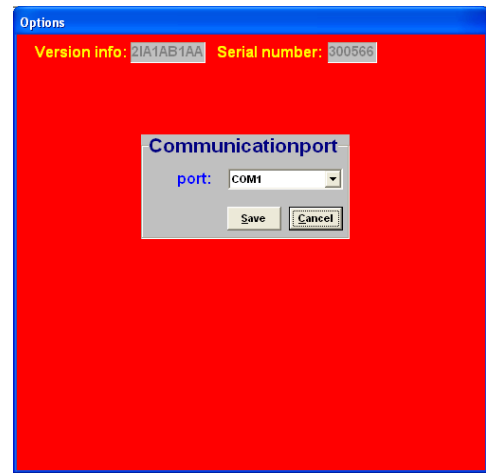 Options
Version info: 2IA1AB1AA Serial number: 300566
Communicationport
port: COM1
Save Cancel